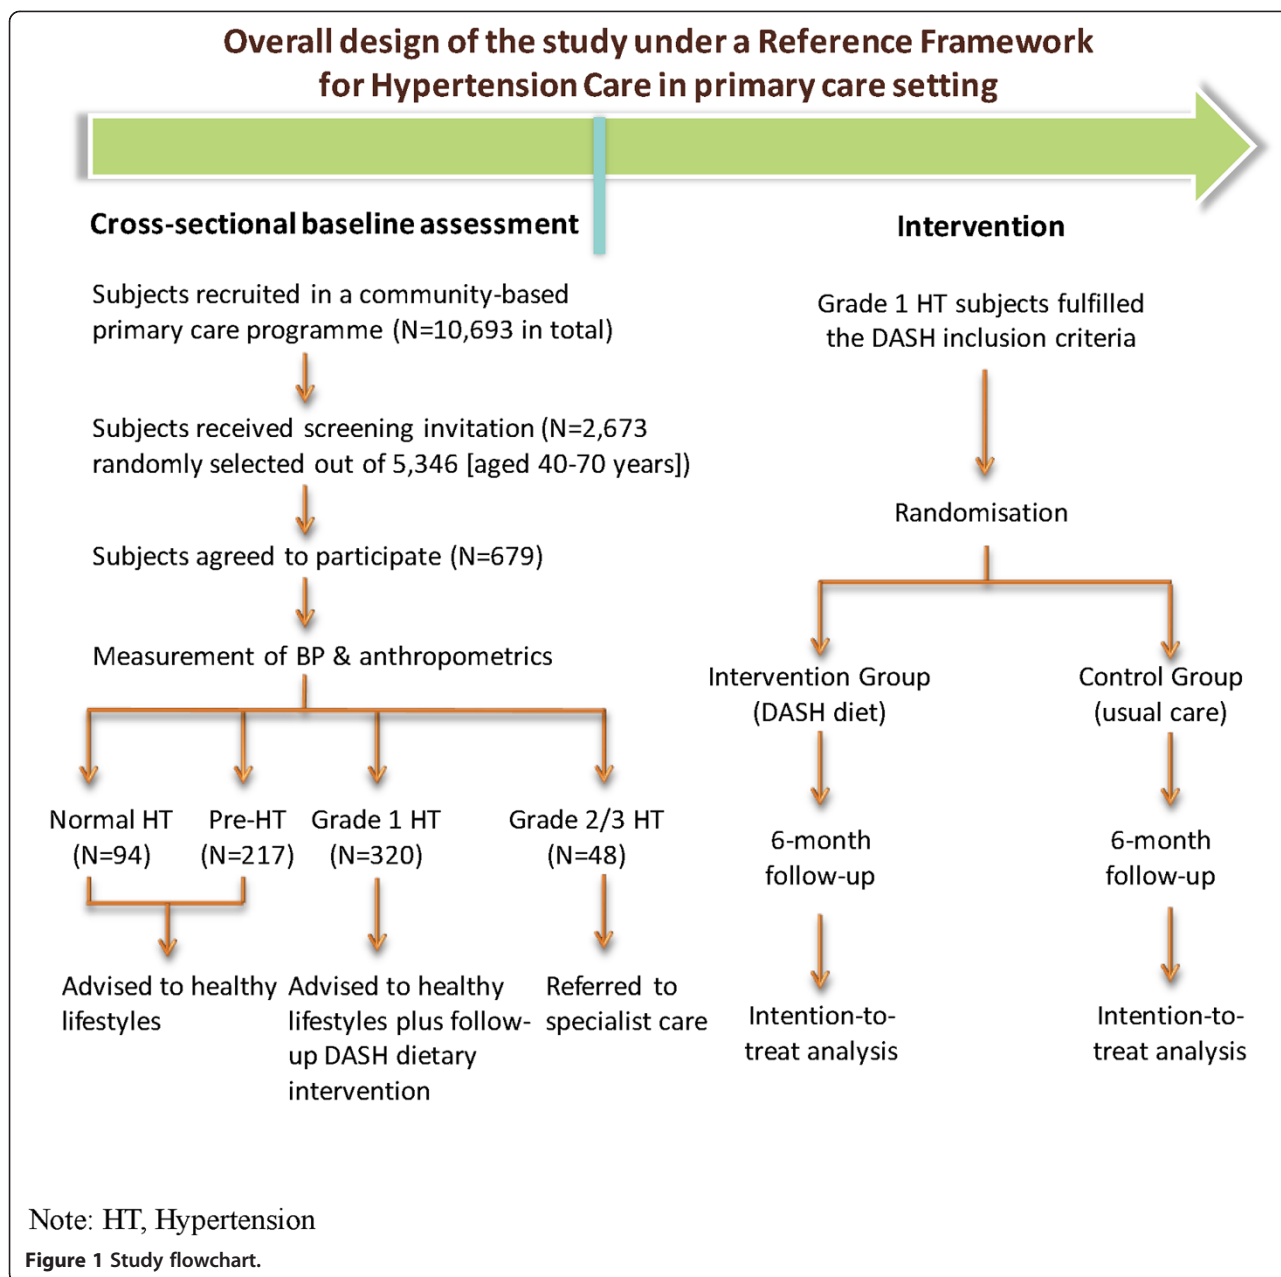 Overall design of the study under a Reference Framework
for Hypertension Care in primary care setting
Cross-sectional baseline assessment
Subjects recruited in a community-based
primary care programme (N=10,693 in total)
Subjects received screening invitation (N=2,673
randomly selected out of 5,346 [aged 40-70 years])
Subjects agreed to participate (N=679)
Measurement of BP & anthropometrics
Normal HT
(N=94)
Pre-HT
(N=217)
Grade 1 HT
(N=320)
Grade 2/3 HT
(N=48)
Advised to healthy
lifestyles
Advised to healthy
lifestyles plus follow-
up DASH dietary
intervention
Referred to
specialist care
Intervention
Grade 1 HT subjects fulfilled
the DASH inclusion criteria
Randomisation
Intervention Group
(DASH diet)
Control Group
(usual care)
6-month
follow-up
6-month
follow-up
Intention-to-
treat analysis
Intention-to-
treat analysis
Note: HT, Hypertension
Figure 1 Study flowchart.